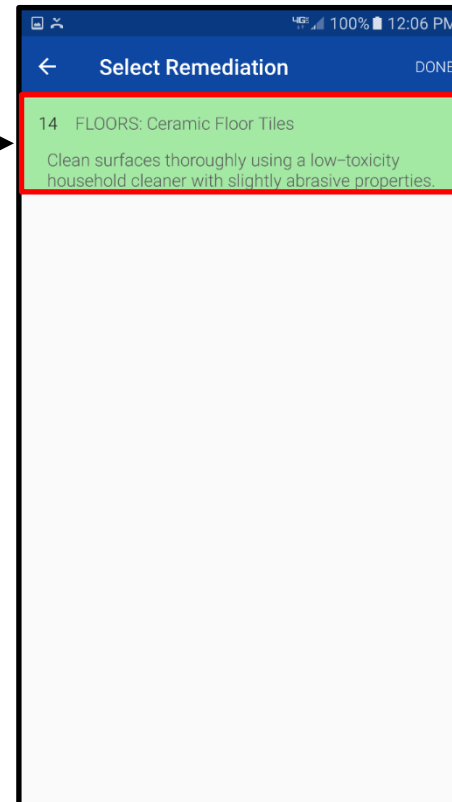 4GE 100% 12:06 PM
Select Remediation DONE
14 FLOORS: Ceramic Floor Tiles
Clean surfaces thoroughly using a low-toxicity
household cleaner with slightly abrasive properties.